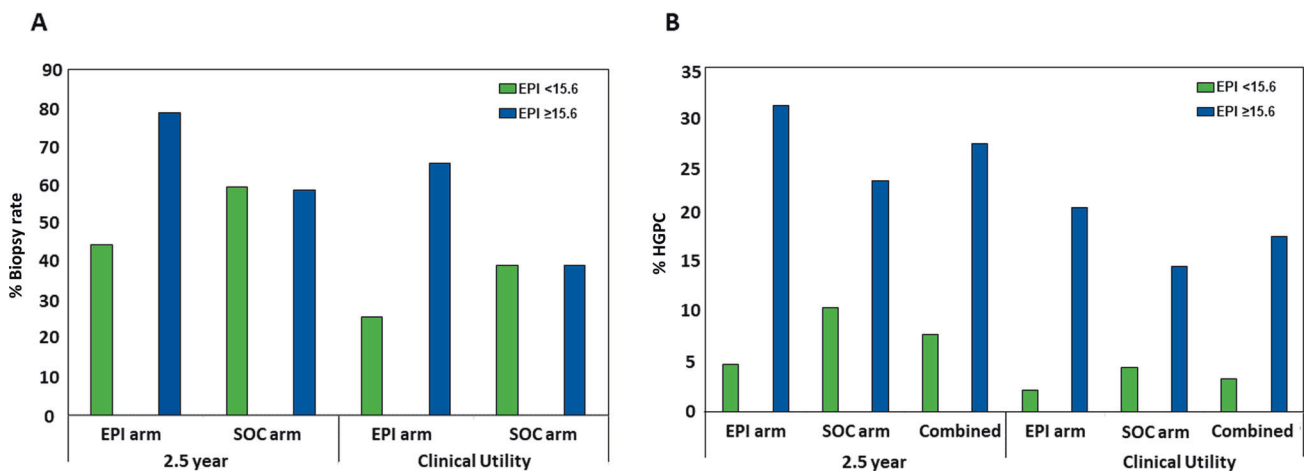 A
% Biopsy rate
90
80
70
60
50
40
30
20
10
0
EPI <15.6
EPI ≥15.6
EPI arm SOC arm EPI arm SOC arm
2.5 year Clinical Utility
B
% HGPC
35
30
25
20
15
10
5
0
EPI <15.6
EPI ≥15.6
EPI arm SOC arm Combined EPI arm SOC arm Combined
2.5 year Clinical Utility